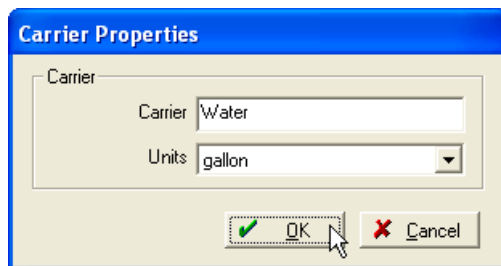 Carrier Properties
Carrier
Carrier Water
Units gallon
OK Cancel